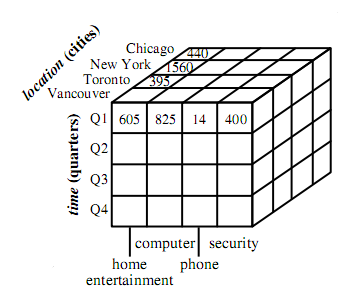 location (cities)
Chicago 440
New York 1560
Toronto 395
Vancouver
time (quarters)
Q1 605 825 14 400
Q2
Q3
Q4
computer security
home phone
entertainment